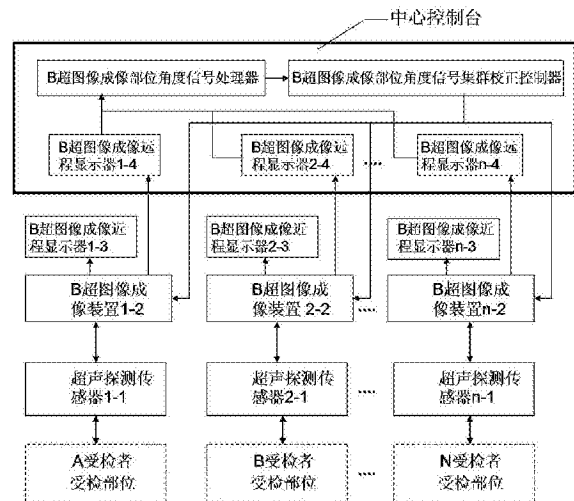 中心控制台
B超图像成像部位角度信号处理器
B超图像成像部位角度信号集群校正控制器
B超图像成像远
程显示器1-4
B超图像成像远
程显示器2-4
....
B超图像成像远
程显示器n-4
B超图像成像近
程显示器1-3
B超图像成像近
程显示器2-3
B超图像成像近
程显示器n-3
B超图像成
像装置1-2
B超图像成
像装置 2-2
....
B超图像成
像装置n-2
超声探测传
感器1-1
超声探测传
感器2-1
....
超声探测传
感器n-1
A受检者
受检部位
B受检者
受检部位
....
N受检者
受检部位